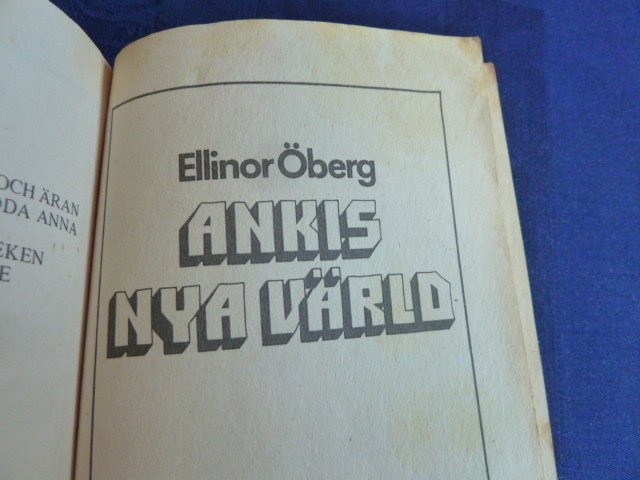 OCH ÄRAN
ODA ANNA
EKEN
E
Ellinor Öberg
ANKIS
NYA VÄRLD